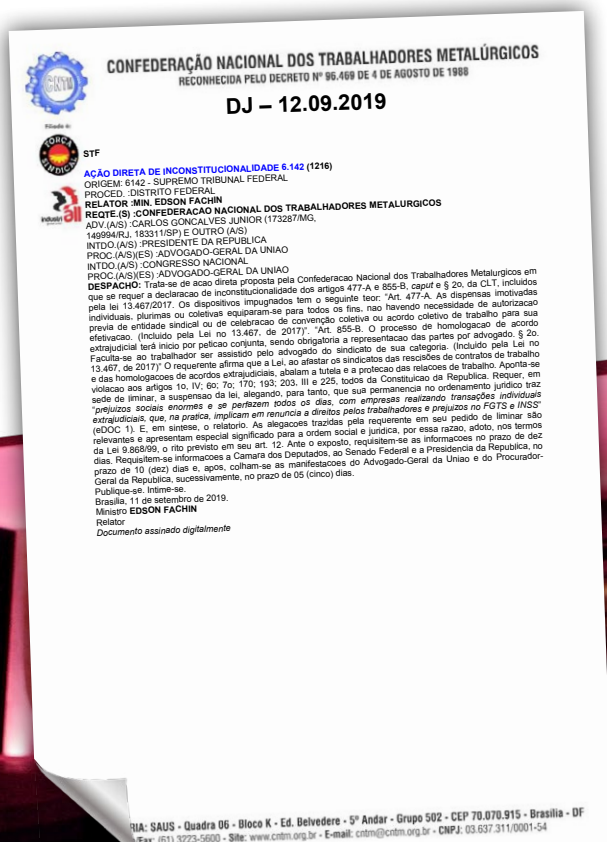 CONFEDERAÇÃO NACIONAL DOS TRABALHADORES METALÚRGICOS
RECONHECIDA PELO DECRETO Nº 96.469 DE 4 DE AGOSTO DE 1988
CNTM
DJ – 12.09.2019
Filiada à:
FORÇA
SINDICAL
industriall
STF
AÇÃO DIRETA DE INCONSTITUCIONALIDADE 6.142 (1216)
ORIGEM: 6142 - SUPREMO TRIBUNAL FEDERAL
PROCED. :DISTRITO FEDERAL
RELATOR :MIN. EDSON FACHIN
REQTE.(S) :CONFEDERACAO NACIONAL DOS TRABALHADORES METALURGICOS
ADV.(A/S) :CARLOS GONCALVES JUNIOR (173287/MG,
149994/RJ, 183311/SP) E OUTRO (A/S)
INTDO.(A/S) :PRESIDENTE DA REPUBLICA
PROC.(A/S)(ES) :ADVOGADO-GERAL DA UNIAO
INTDO.(A/S) :CONGRESSO NACIONAL
PROC.(A/S)(ES) :ADVOGADO-GERAL DA UNIAO
DESPACHO: Trata-se de acao direta proposta pela Confederacao Nacional dos Trabalhadores Metalurgicos em
que se requer a declaracao de inconstitucionalidade dos artigos 477-A e 855-B, caput e § 2o, da CLT, incluidos
pela lei 13.467/2017. Os dispositivos impugnados tem o seguinte teor: "Art. 477-A. As dispensas imotivadas
individuais, plurimas ou coletivas equiparam-se para todos os fins, nao havendo necessidade de autorizacao
previa de entidade sindical ou de celebracao de convenção coletiva ou acordo coletivo de trabalho para sua
efetivacao. (Incluido pela Lei no 13.467, de 2017)". "Art. 855-B. O processo de homologacao de acordo
extrajudicial terá inicio por peticao conjunta, sendo obrigatoria a representacao das partes por advogado. § 2o.
Faculta-se ao trabalhador ser assistido pelo advogado do sindicato de sua categoria. (Incluido pela Lei no
13.467, de 2017)" O requerente afirma que a Lei, ao afastar os sindicatos das rescisões de contratos de trabalho
e das homologacoes de acordos extrajudiciais, abalam a tutela e a protecao das relacoes de trabalho. Aponta-se
violacao aos artigos 1o, IV; 6o; 7o; 170; 193; 203, III e 225, todos da Constituicao da Republica. Requer, em
sede de liminar, a suspensao da lei, alegando, para tanto, que sua permanencia no ordenamento juridico traz
"prejuizos sociais enormes e se perfazem todos os dias, com empresas realizando transações individuais
extrajudiciais, que, na pratica, implicam em renuncia a direitos pelos trabalhadores e prejuizos no FGTS e INSS"
(eDOC 1). E, em sintese, o relatorio. As alegacoes trazidas pela requerente em seu pedido de liminar são
relevantes e apresentam especial significado para a ordem social e juridica, por essa razao, adoto, nos termos
da Lei 9.868/99, o rito previsto em seu art. 12. Ante o exposto, requisitem-se as informacoes no prazo de dez
dias. Requisitem-se informacoes a Camara dos Deputados, ao Senado Federal e a Presidencia da Republica, no
prazo de 10 (dez) dias e, apos, colham-se as manifestacoes do Advogado-Geral da Uniao e do Procurador-
Geral da Republica, sucessivamente, no prazo de 05 (cinco) dias.
Publique-se. Intime-se.
Brasilia, 11 de setembro de 2019.
Ministro EDSON FACHIN
Relator
Documento assinado digitalmente
RIA: SAUS - Quadra 06 - Bloco K - Ed. Belvedere - 5º Andar - Grupo 502 - CEP 70.070.915 - Brasília - DF
/Fax: (61) 3223-5600 - Site: www.cntm.org.br - E-mail: cntm@cntm.org.br - CNPJ: 03.637.311/0001-54